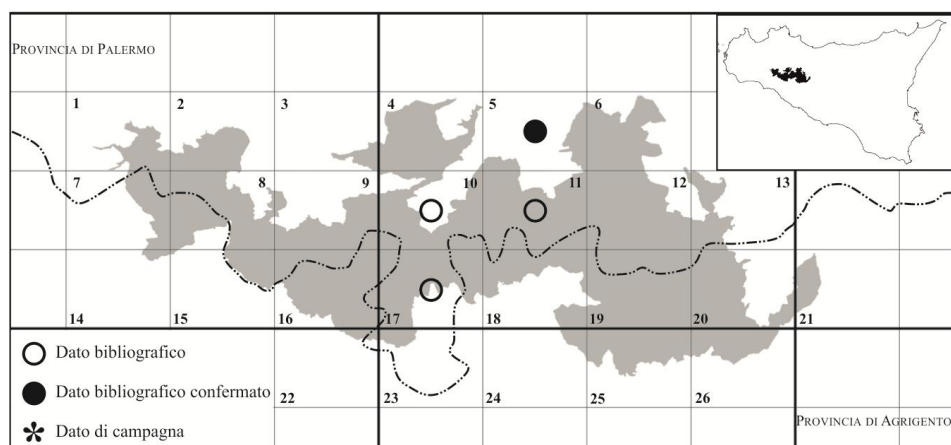 PROVINCIA DI PALERMO
1 2 3 4 5 6
7 8 9 10 11 12 13
14 15 16 17 18 19 20 21
Dato bibliografico
Dato bibliografico confermato
22 23 24 25 26
Dato di campagna
PROVINCIA DI AGRIGENTO